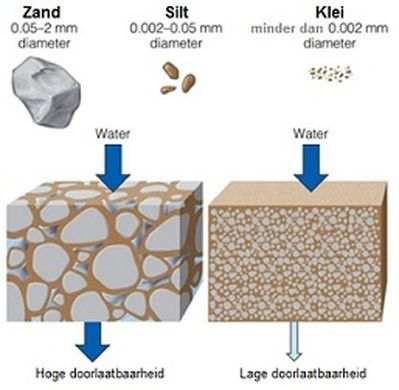 Zand
0.05–2 mm
diameter
Silt
0.002–0.05 mm
diameter
Klei
minder dan 0.002 mm
diameter
Water
Water
Hoge doorlaatbaarheid
Lage doorlaatbaarheid